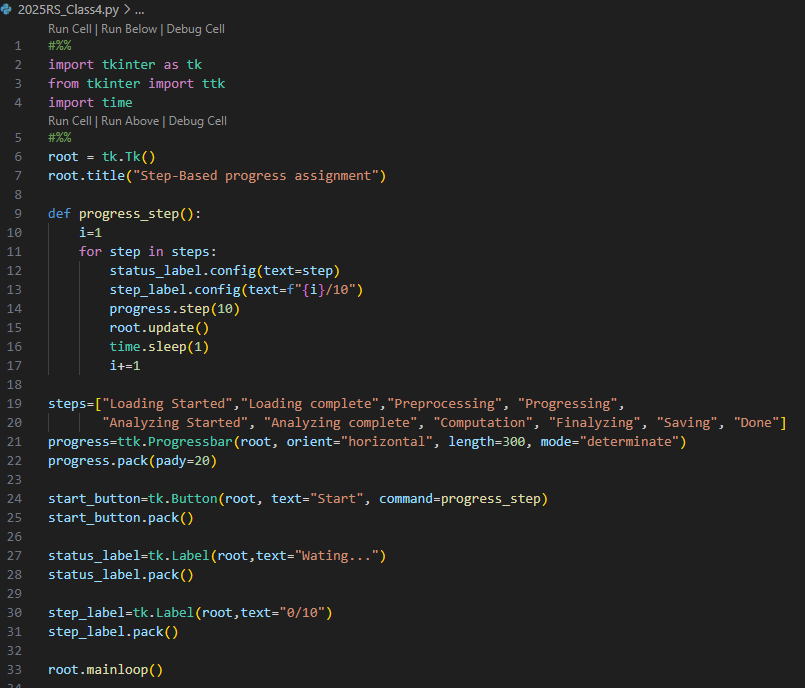 2025RS_Class4.py > ...
Run Cell | Run Below | Debug Cell
1 #%%
2 import tkinter as tk
3 from tkinter import ttk
4 import time
Run Cell | Run Above | Debug Cell
5 #%%
6 root = tk.Tk()
7 root.title("Step-Based progress assignment")
8
9 def progress_step():
10     i=1
11     for step in steps:
12         status_label.config(text=step)
13         step_label.config(text=f"{i}/10")
14         progress.step(10)
15         root.update()
16         time.sleep(1)
17         i+=1
18
19 steps=["Loading Started","Loading complete","Preprocessing", "Progressing",
20        "Analyzing Started", "Analyzing complete", "Computation", "Finalyzing", "Saving", "Done"]
21 progress=ttk.Progressbar(root, orient="horizontal", length=300, mode="determinate")
22 progress.pack(pady=20)
23
24 start_button=tk.Button(root, text="Start", command=progress_step)
25 start_button.pack()
26
27 status_label=tk.Label(root,text="Wating...")
28 status_label.pack()
29
30 step_label=tk.Label(root,text="0/10")
31 step_label.pack()
32
33 root.mainloop()
34